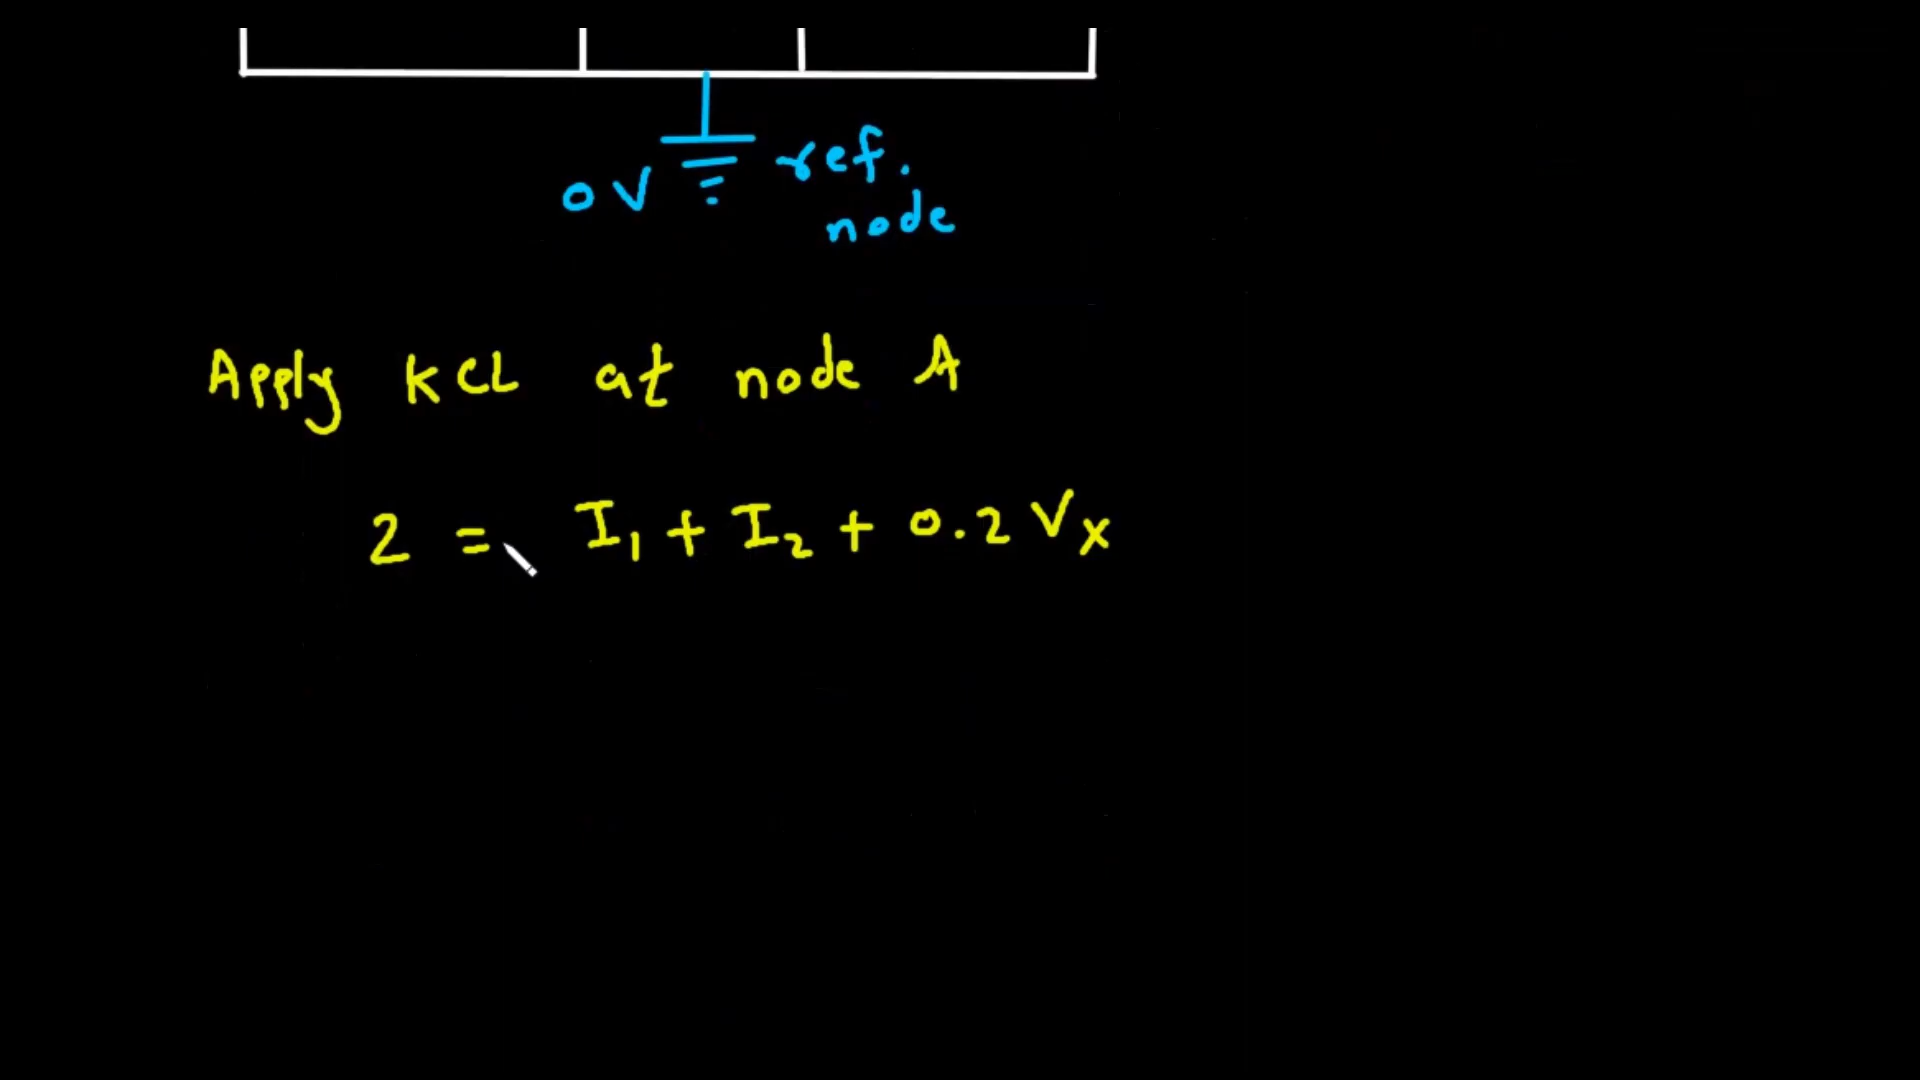 0V ref.
node
Apply KCL at node A
2 = I₁ + I₂ + 0.2 Vx